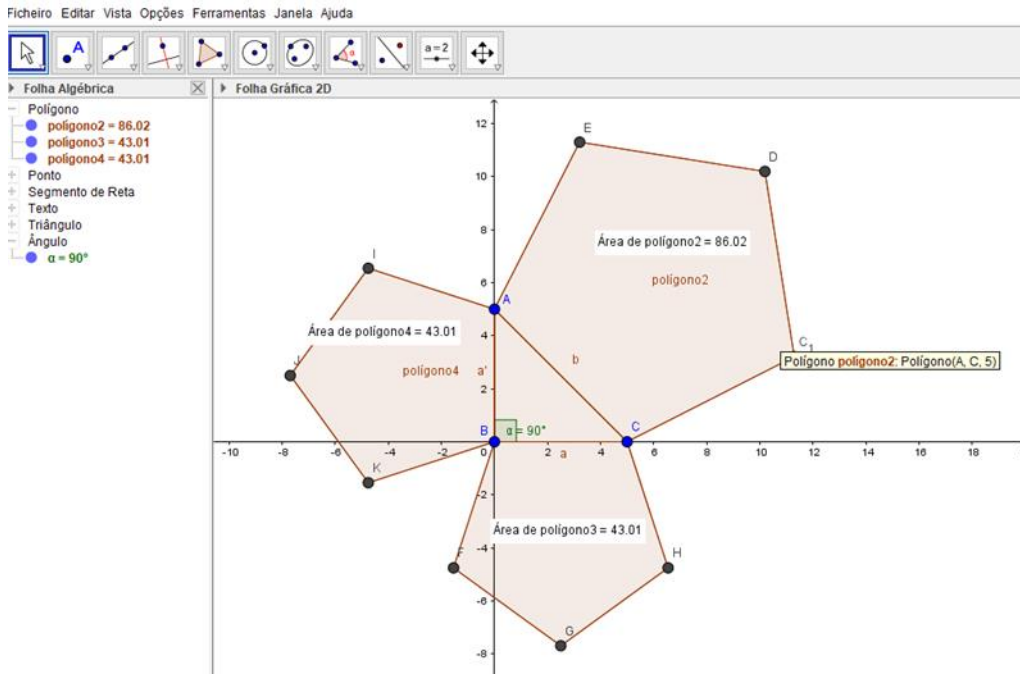 Ficheiro Editar Vista Opções Ferramentas Janela Ajuda
A
α
a=2
Folha Algébrica
Folha Gráfica 2D
Polígono
polígono2 = 86.02
polígono3 = 43.01
polígono4 = 43.01
Ponto
Segmento de Reta
Texto
Triângulo
Ângulo
α = 90°
12
E
D
10
8
Área de polígono2 = 86.02
I
6
polígono2
A
Área de polígono4 = 43.01
4
C1
b
J
Polígono polígono2: Polígono(A, C, 5)
polígono4
a'
2
B
α = 90°
C
-10 -8 -6 -4 -2 0 2 4 6 8 10 12 14 16 18
a
K
-2
Área de polígono3 = 43.01
-4
F
H
-6
G
-8